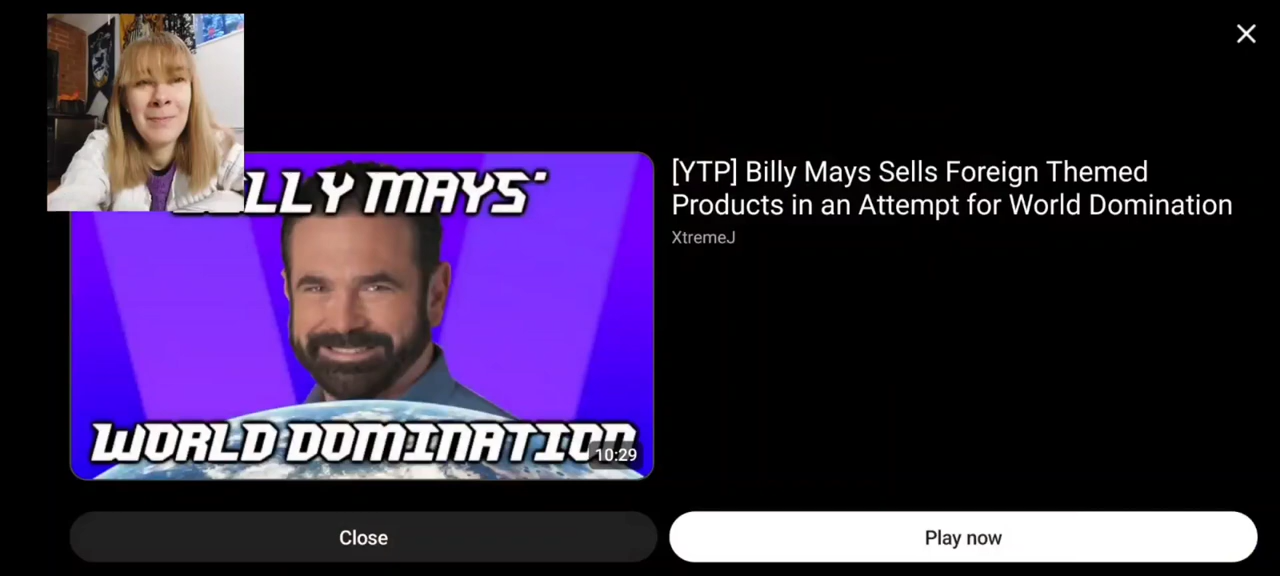 LLY MAYS'
WORLD DOMINATION
10:29
[YTP] Billy Mays Sells Foreign Themed
Products in an Attempt for World Domination
XtremeJ
Close
Play now